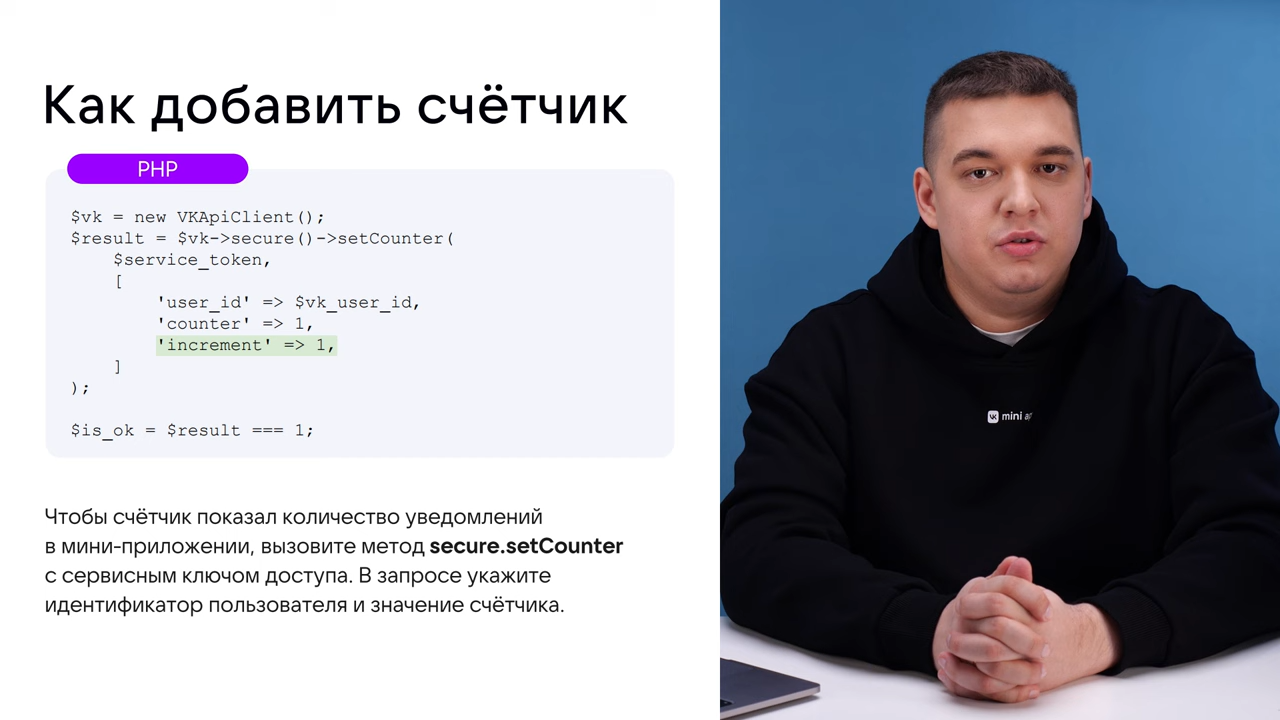 Как добавить счётчик
PHP
$vk = new VKApiClient();
$result = $vk->secure()->setCounter(
    $service_token,
    [
        'user_id' => $vk_user_id,
        'counter' => 1,
        'increment' => 1,
    ]
);
$is_ok = $result === 1;
Чтобы счётчик показал количество уведомлений
в мини-приложении, вызовите метод secure.setCounter
с сервисным ключом доступа. В запросе укажите
идентификатор пользователя и значение счётчика.
mini